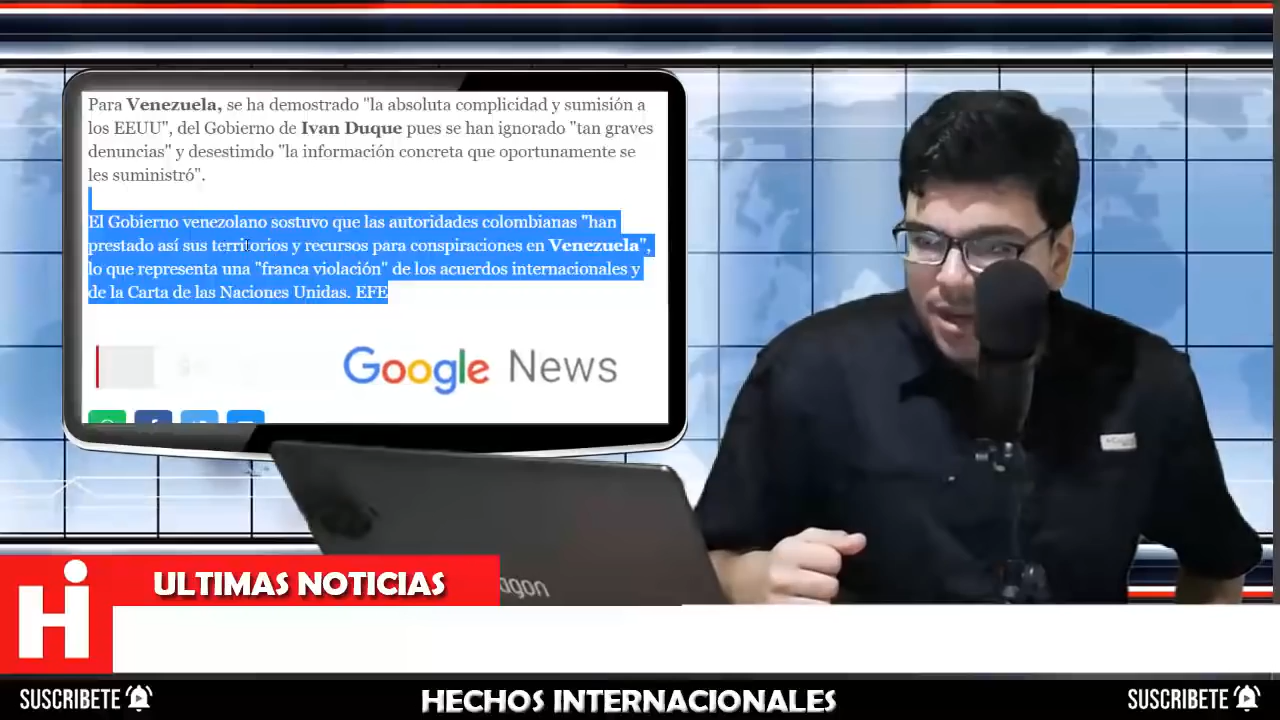 Para Venezuela, se ha demostrado "la absoluta complicidad y sumisión a
los EEUU", del Gobierno de Ivan Duque pues se han ignorado "tan graves
denuncias" y desestimdo "la información concreta que oportunamente se
les suministró".
El Gobierno venezolano sostuvo que las autoridades colombianas "han
prestado así sus territorios y recursos para conspiraciones en Venezuela",
lo que representa una "franca violación" de los acuerdos internacionales y
de la Carta de las Naciones Unidas. EFE
Google News
Hi
ULTIMAS NOTICIAS
SUSCRIBETE
HECHOS INTERNACIONALES
SUSCRIBETE